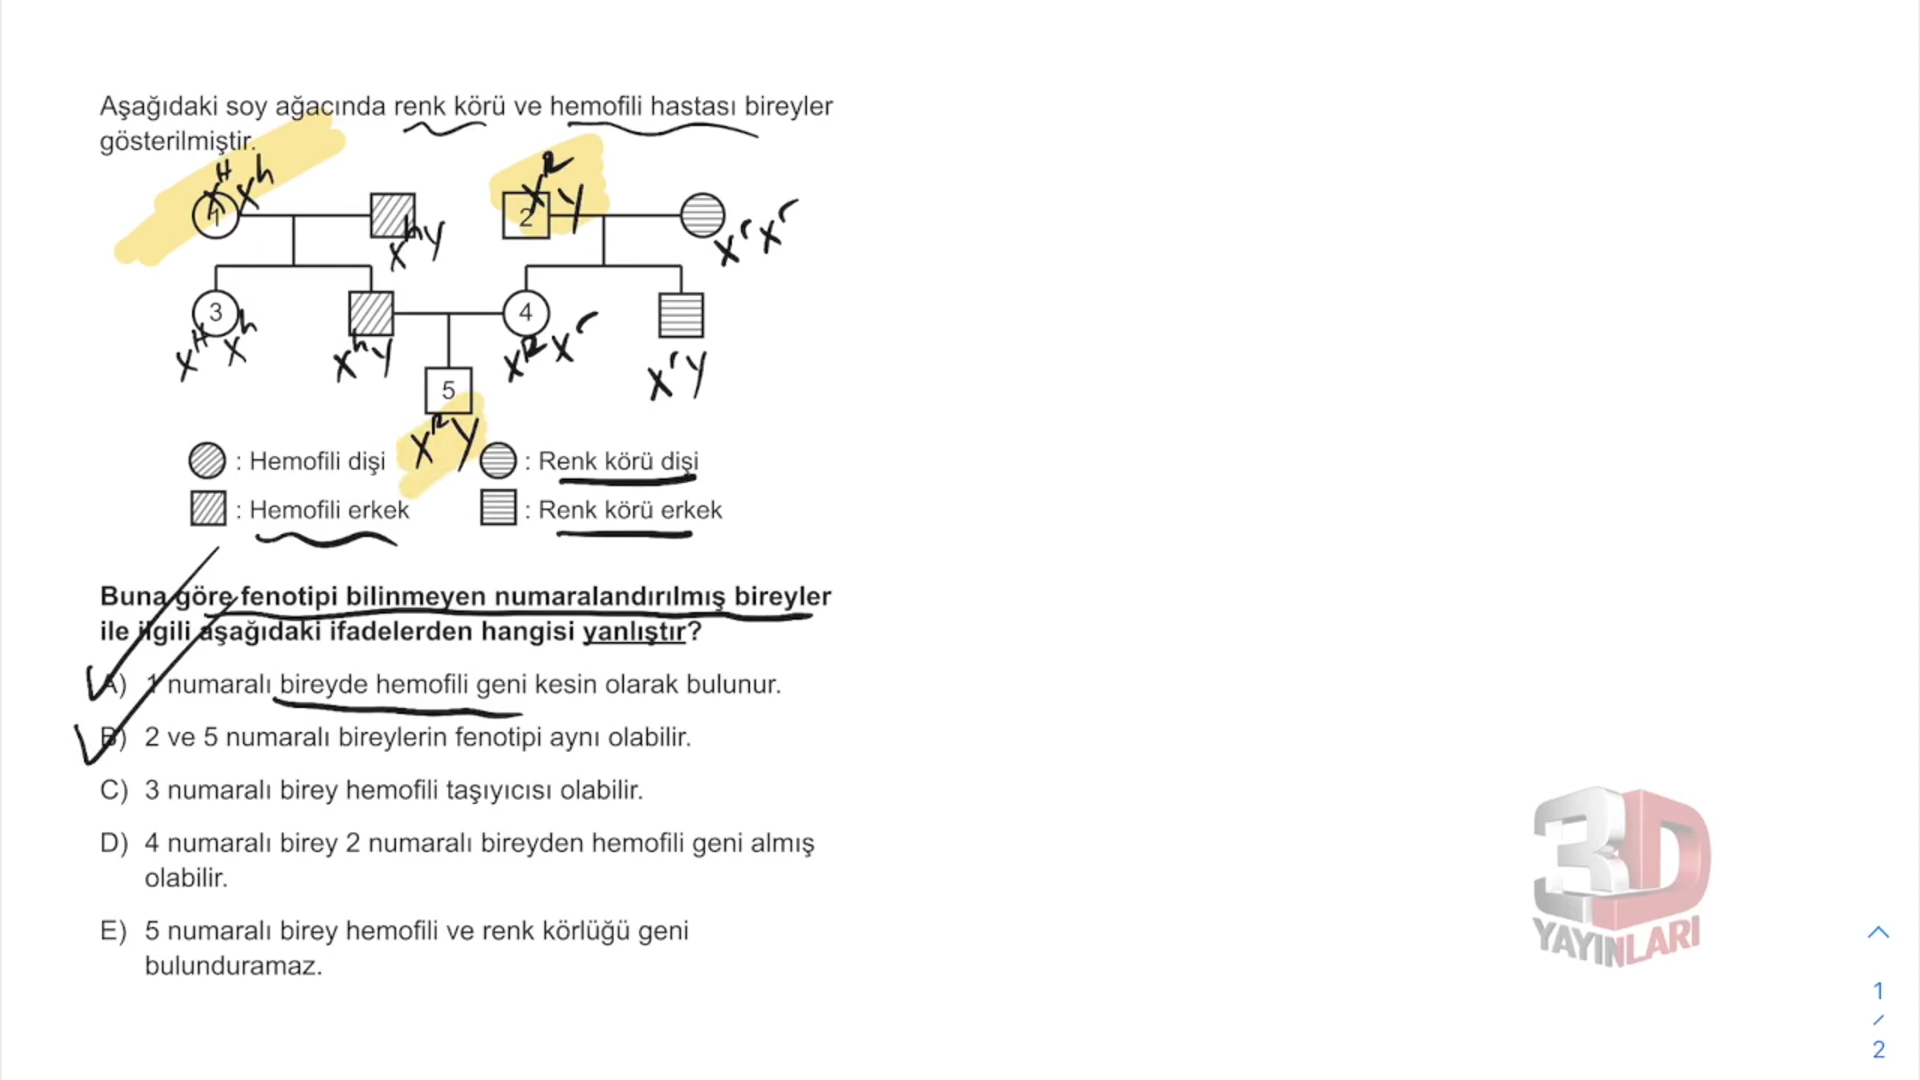 Aşağıdaki soy ağacında renk körü ve hemofili hastası bireyler
gösterilmiştir.
X^H X^h
1
X^h Y
2
X^R Y
X^r X^r
3
X^H X^h
X^h Y
4
X^R X^r
X^r Y
5
X^R Y
: Hemofili dişi
: Renk körü dişi
: Hemofili erkek
: Renk körü erkek
Buna göre fenotipi bilinmeyen numaralandırılmış bireyler
ile ilgili aşağıdaki ifadelerden hangisi yanlıştır?
A) 1 numaralı bireyde hemofili geni kesin olarak bulunur.
B) 2 ve 5 numaralı bireylerin fenotipi aynı olabilir.
C) 3 numaralı birey hemofili taşıyıcısı olabilir.
D) 4 numaralı birey 2 numaralı bireyden hemofili geni almış
olabilir.
E) 5 numaralı birey hemofili ve renk körlüğü geni
bulunduramaz.
3D
YAYINLARI
1
/
2